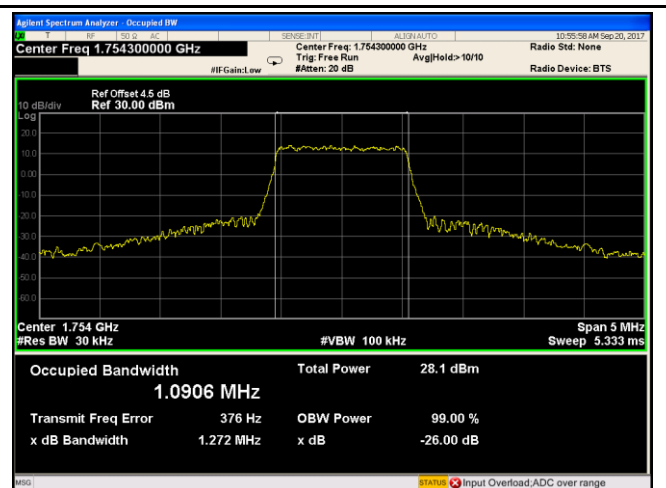 Agilent Spectrum Analyzer - Occupied BW
T RF 50 Ω AC SENSE:INT ALIGNAUTO 10:55:58 AM Sep 20, 2017
Center Freq 1.754300000 GHz Center Freq: 1.754300000 GHz Radio Std: None
Trig: Free Run Avg|Hold:>10/10
#IFGain:Low #Atten: 20 dB Radio Device: BTS
Ref Offset 4.5 dB
10 dB/div Ref 30.00 dBm
Log
20.0
10.0
0.00
-10.0
-20.0
-30.0
-40.0
-50.0
-60.0
Center 1.754 GHz Span 5 MHz
#Res BW 30 kHz #VBW 100 kHz Sweep 5.333 ms
Occupied Bandwidth Total Power 28.1 dBm
1.0906 MHz
Transmit Freq Error 376 Hz OBW Power 99.00 %
x dB Bandwidth 1.272 MHz x dB -26.00 dB
MSG STATUS Input Overload;ADC over range